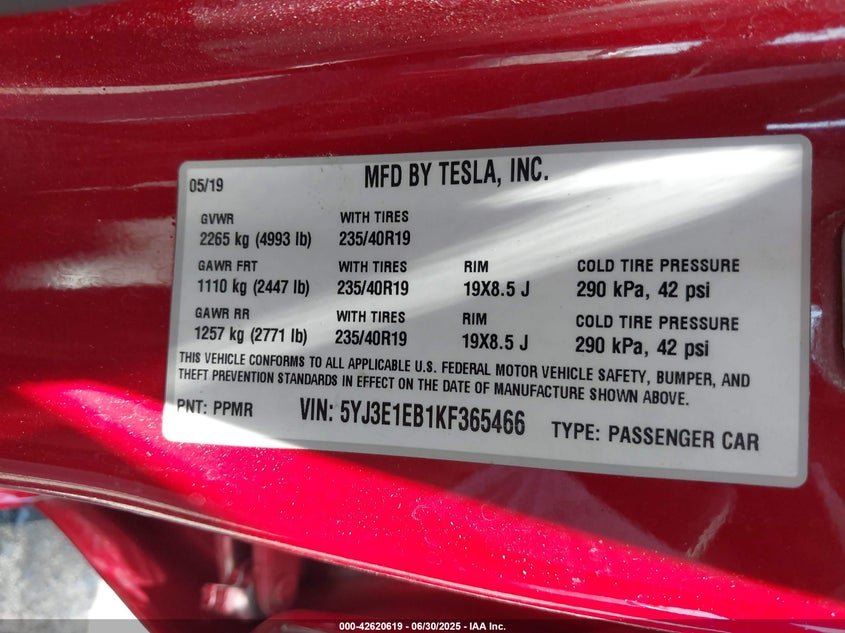 05/19 MFD BY TESLA, INC.
GVWR WITH TIRES
2265 kg (4993 lb) 235/40R19
GAWR FRT WITH TIRES RIM COLD TIRE PRESSURE
1110 kg (2447 lb) 235/40R19 19X8.5 J 290 kPa, 42 psi
GAWR RR WITH TIRES RIM COLD TIRE PRESSURE
1257 kg (2771 lb) 235/40R19 19X8.5 J 290 kPa, 42 psi
THIS VEHICLE CONFORMS TO ALL APPLICABLE U.S. FEDERAL MOTOR VEHICLE SAFETY, BUMPER, AND
THEFT PREVENTION STANDARDS IN EFFECT ON THE DATE OF MANUFACTURE SHOWN ABOVE.
PNT: PPMR VIN: 5YJ3E1EB1KF365466 TYPE: PASSENGER CAR
000-42620619 - 06/30/2025 - IAA Inc.